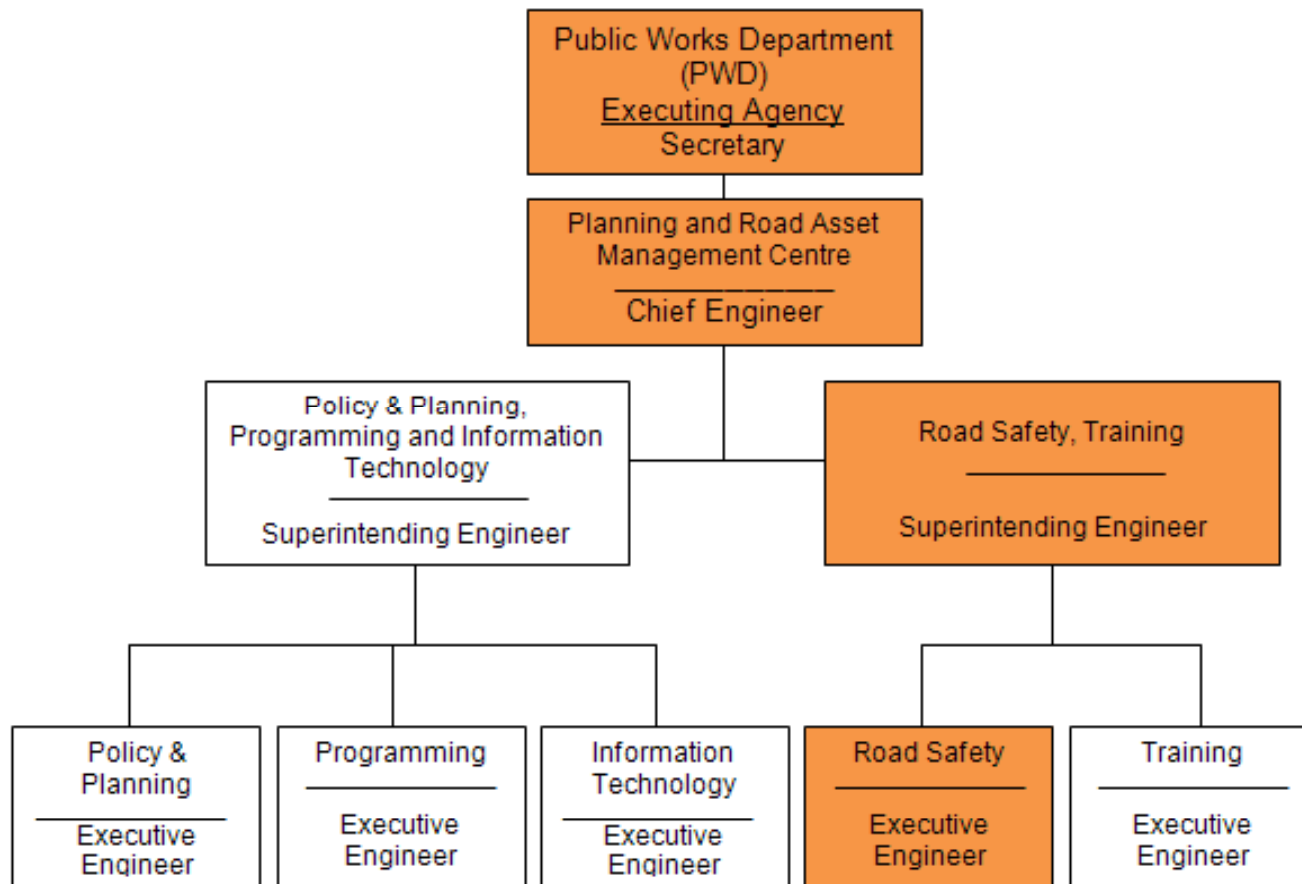 Public Works Department
(PWD)
Executing Agency
Secretary
Planning and Road Asset
Management Centre
Chief Engineer
Policy & Planning,
Programming and Information
Technology
Superintending Engineer
Road Safety, Training
Superintending Engineer
Policy &
Planning
Executive
Engineer
Programming
Executive
Engineer
Information
Technology
Executive
Engineer
Road Safety
Executive
Engineer
Training
Executive
Engineer